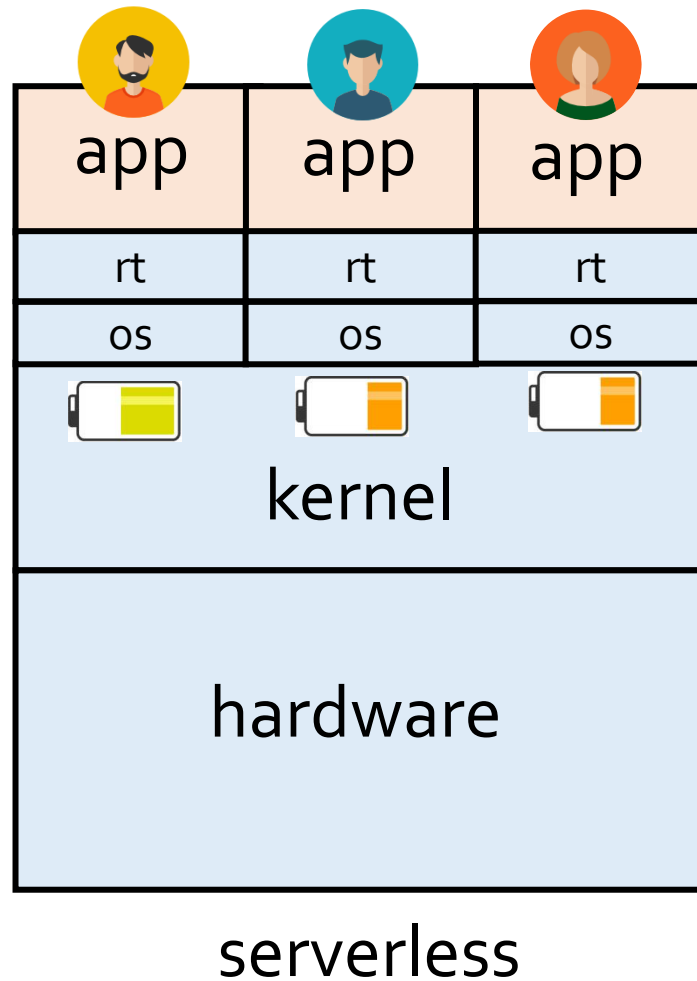 app app app
rt rt rt
os os os
kernel
hardware
serverless